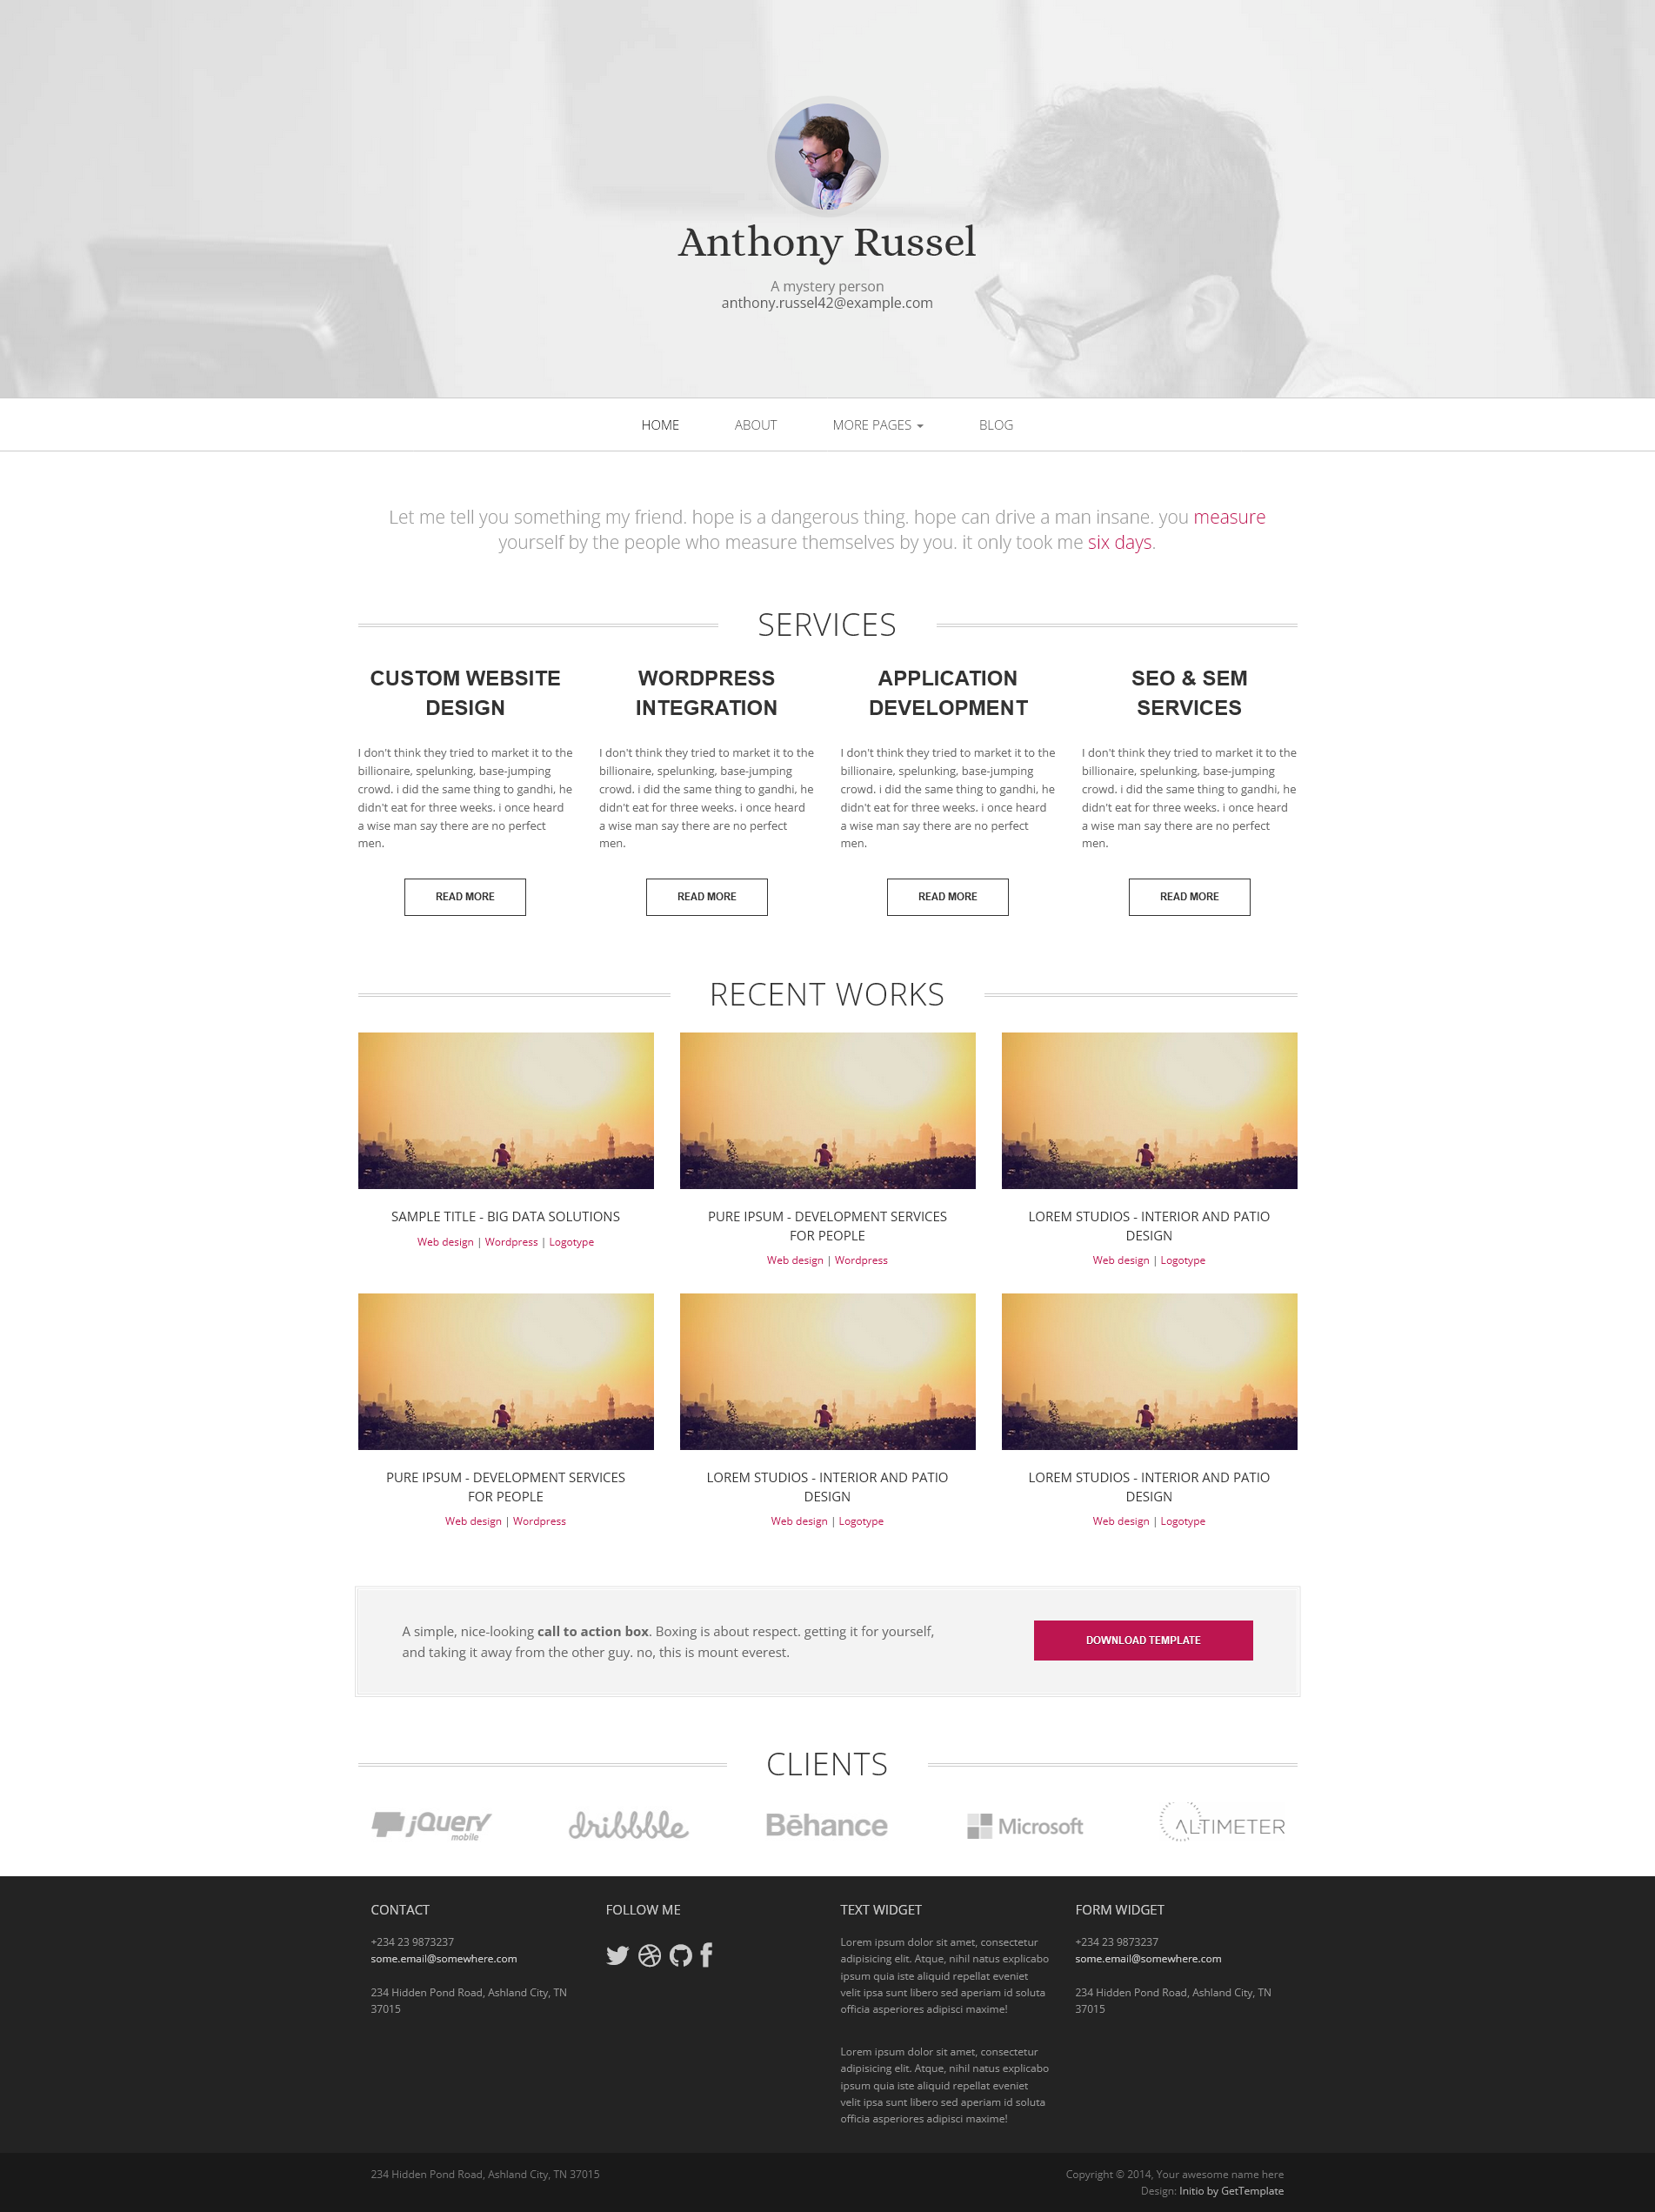 Anthony Russel
A mystery person
anthony.russel42@example.com
HOME ABOUT MORE PAGES BLOG
Let me tell you something my friend. hope is a dangerous thing. hope can drive a man insane. you measure
yourself by the people who measure themselves by you. it only took me six days.
SERVICES
CUSTOM WEBSITE
DESIGN
I don't think they tried to market it to the
billionaire, spelunking, base-jumping
crowd. i did the same thing to gandhi, he
didn't eat for three weeks. i once heard
a wise man say there are no perfect
men.
READ MORE
WORDPRESS
INTEGRATION
I don't think they tried to market it to the
billionaire, spelunking, base-jumping
crowd. i did the same thing to gandhi, he
didn't eat for three weeks. i once heard
a wise man say there are no perfect
men.
READ MORE
APPLICATION
DEVELOPMENT
I don't think they tried to market it to the
billionaire, spelunking, base-jumping
crowd. i did the same thing to gandhi, he
didn't eat for three weeks. i once heard
a wise man say there are no perfect
men.
READ MORE
SEO & SEM
SERVICES
I don't think they tried to market it to the
billionaire, spelunking, base-jumping
crowd. i did the same thing to gandhi, he
didn't eat for three weeks. i once heard
a wise man say there are no perfect
men.
READ MORE
RECENT WORKS
SAMPLE TITLE - BIG DATA SOLUTIONS
Web design | Wordpress | Logotype
PURE IPSUM - DEVELOPMENT SERVICES
FOR PEOPLE
Web design | Wordpress
LOREM STUDIOS - INTERIOR AND PATIO
DESIGN
Web design | Logotype
PURE IPSUM - DEVELOPMENT SERVICES
FOR PEOPLE
Web design | Wordpress
LOREM STUDIOS - INTERIOR AND PATIO
DESIGN
Web design | Logotype
LOREM STUDIOS - INTERIOR AND PATIO
DESIGN
Web design | Logotype
A simple, nice-looking call to action box. Boxing is about respect. getting it for yourself,
and taking it away from the other guy. no, this is mount everest.
DOWNLOAD TEMPLATE
CLIENTS
jQuery
mobile
dribbble
Bēhance
Microsoft
ALTIMETER
CONTACT
+234 23 9873237
some.email@somewhere.com
234 Hidden Pond Road, Ashland City, TN
37015
FOLLOW ME
TEXT WIDGET
Lorem ipsum dolor sit amet, consectetur
adipisicing elit. Atque, nihil natus explicabo
ipsum quia iste aliquid repellat eveniet
velit ipsa sunt libero sed aperiam id soluta
officia asperiores adipisci maxime!
Lorem ipsum dolor sit amet, consectetur
adipisicing elit. Atque, nihil natus explicabo
ipsum quia iste aliquid repellat eveniet
velit ipsa sunt libero sed aperiam id soluta
officia asperiores adipisci maxime!
FORM WIDGET
+234 23 9873237
some.email@somewhere.com
234 Hidden Pond Road, Ashland City, TN
37015
234 Hidden Pond Road, Ashland City, TN 37015
Copyright © 2014, Your awesome name here
Design: Initio by GetTemplate